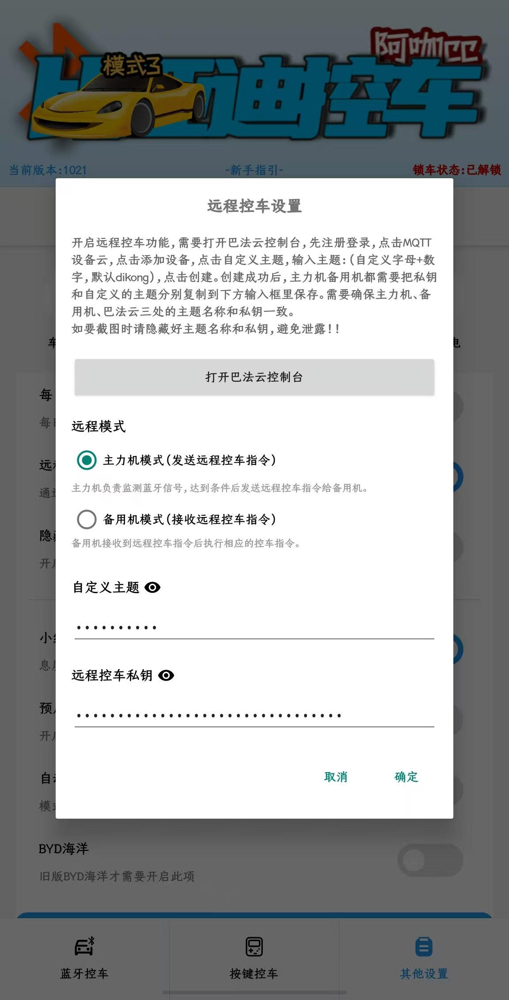 阿咖cc
模式3
比亚迪控车
当前版本:1021
-新手指引-
锁车状态:已解锁
远程控车设置
开启远程控车功能,需要打开巴法云控制台,先注册登录,点击MQTT
设备云,点击添加设备,点击自定义主题,输入主题:(自定义字母+数
字,默认dikong),点击创建。创建成功后,主力机备用机都需要把私钥
和自定义的主题分别复制到下方输入框里保存。需要确保主力机、备
用机、巴法云三处的主题名称和私钥一致。
如要截图时请隐藏好主题名称和私钥,避免泄露!!
打开巴法云控制台
远程模式
主力机模式(发送远程控车指令)
主力机负责监测蓝牙信号,达到条件后发送远程控车指令给备用机。
备用机模式(接收远程控车指令)
备用机接收到远程控车指令后执行相应的控车指令。
自定义主题
••••••••••
远程控车私钥
••••••••••••••••••••••••••••••••
取消
确定
每
每
远
通
隐
开
小
息
预
开
自
模
BYD海洋
旧版BYD海洋才需要开启此项
蓝牙控车
按键控车
其他设置